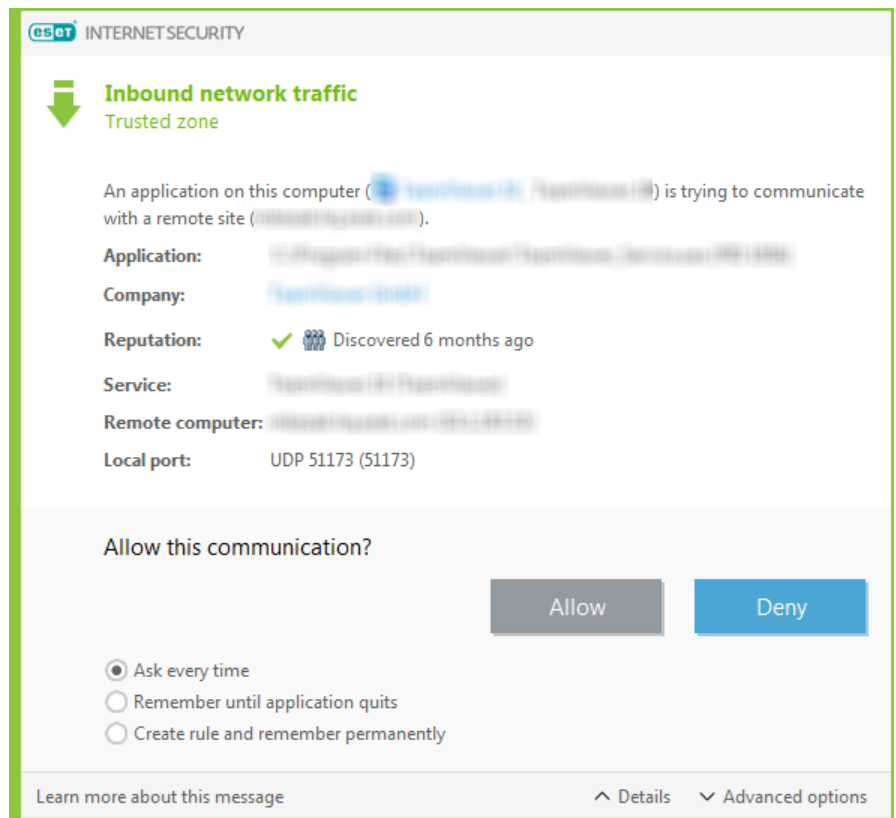 eset INTERNET SECURITY
Inbound network traffic
Trusted zone
An application on this computer ( ) is trying to communicate
with a remote site ( ).
Application:
Company:
Reputation: Discovered 6 months ago
Service:
Remote computer:
Local port: UDP 51173 (51173)
Allow this communication?
Allow Deny
Ask every time
Remember until application quits
Create rule and remember permanently
Learn more about this message Details Advanced options